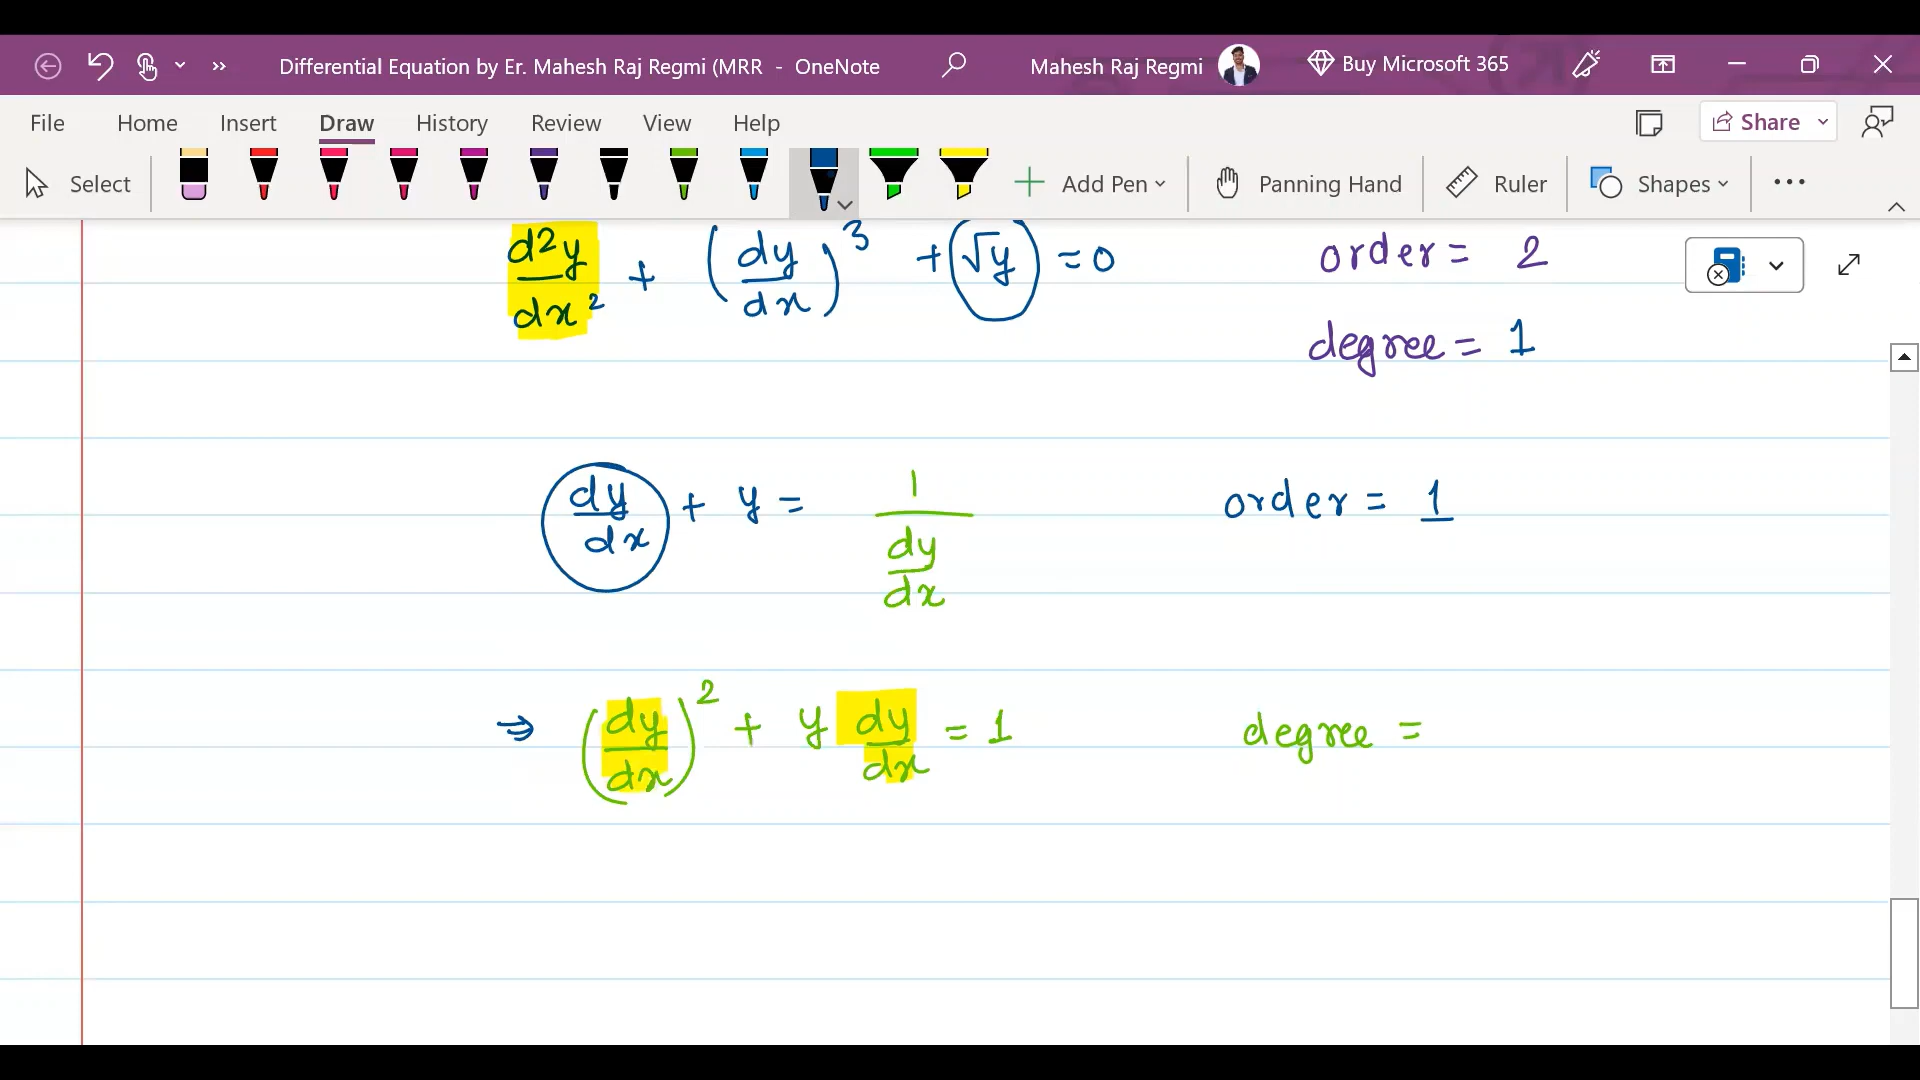 Differential Equation by Er. Mahesh Raj Regmi (MRR - OneNote Mahesh Raj Regmi Buy Microsoft 365
File Home Insert Draw History Review View Help Share
Select Add Pen Panning Hand Ruler Shapes
d²y/dx² + (dy/dx)³ + √y = 0 order = 2
degree = 1
dy/dx + y = 1/(dy/dx) order = 1
⇒ (dy/dx)² + y dy/dx = 1 degree =